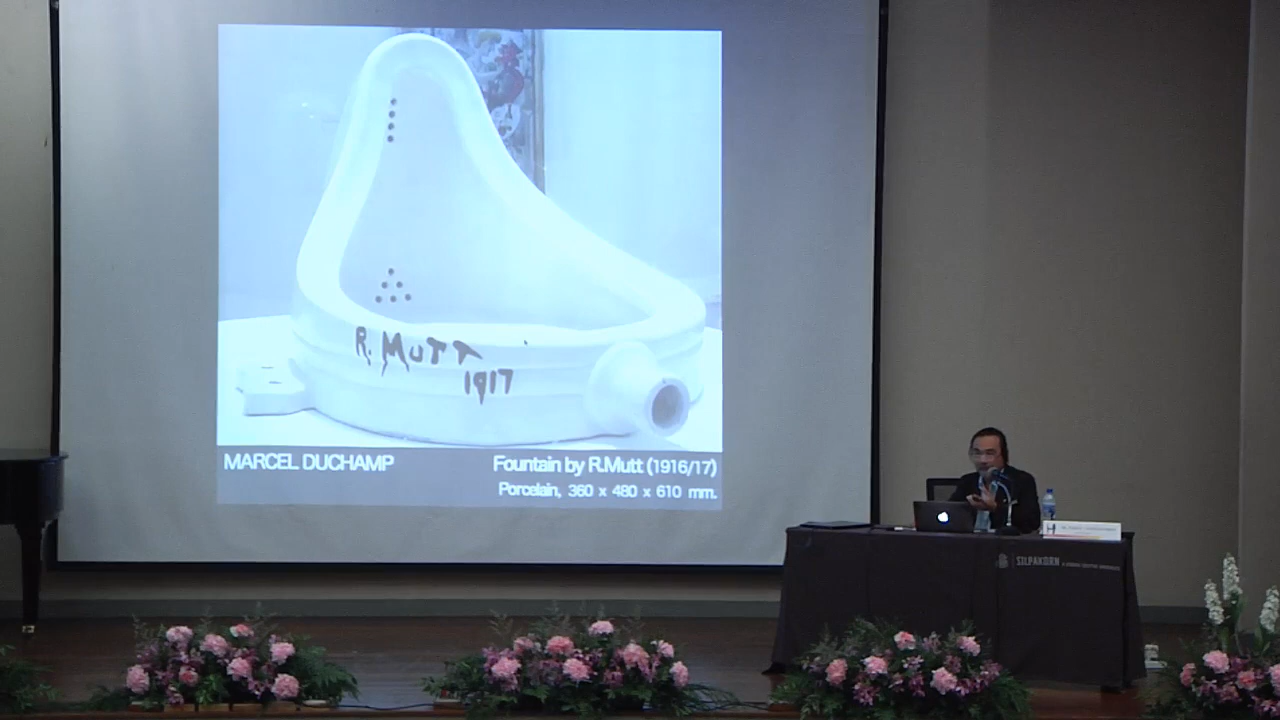 R. MUTT
1917
MARCEL DUCHAMP
Fountain by R.Mutt (1916/17)
Porcelain, 360 x 480 x 610 mm.
SILPAKORN